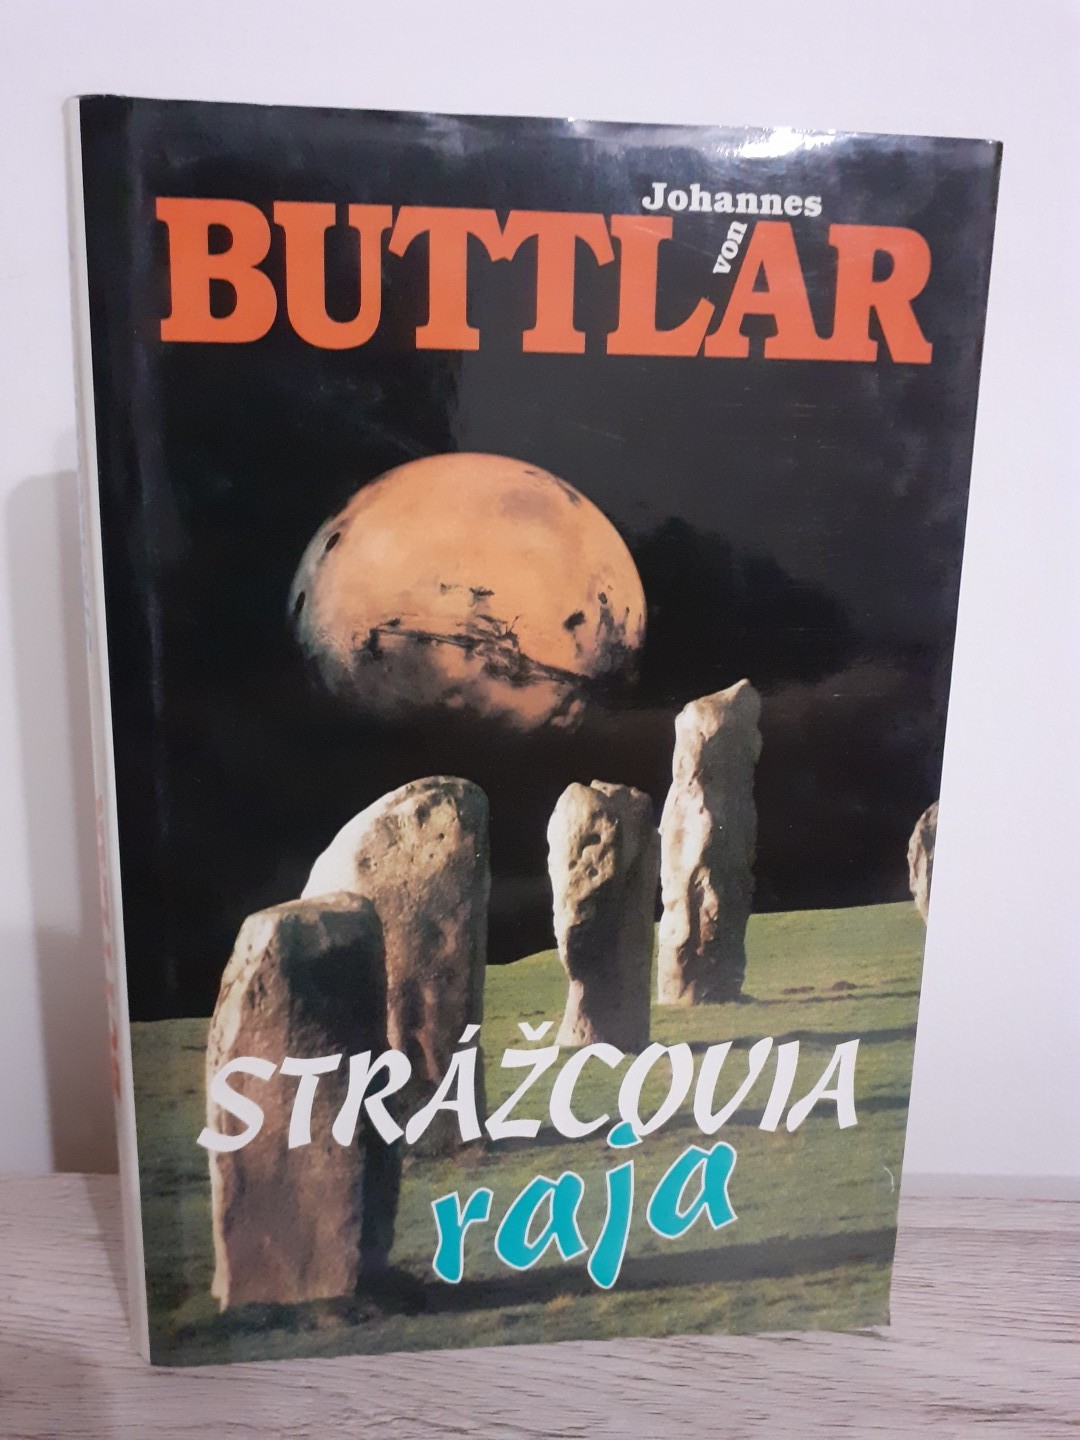 Johannes
von
BUTTLAR
STRÁŽCOVIA
raja